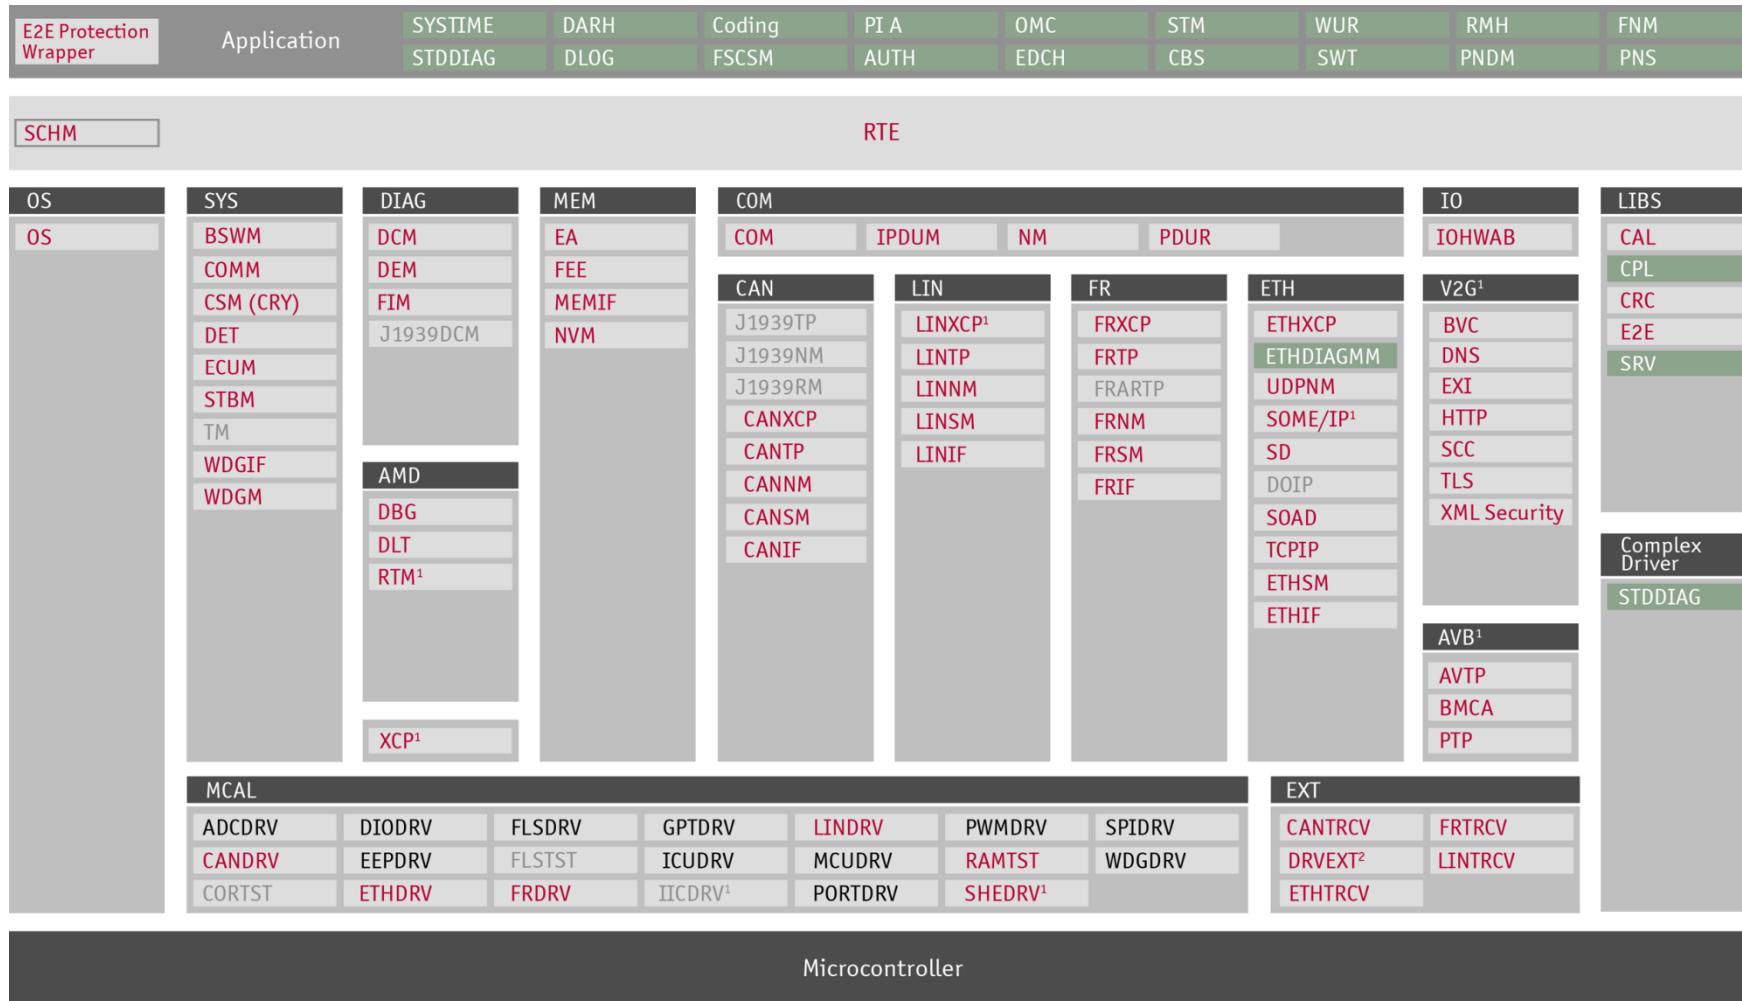 E2E Protection
Wrapper
Application
SYSTIME DARH Coding PI A OMC STM WUR RMH FNM
STDDIAG DLOG FSCSM AUTH EDCH CBS SWT PNDM PNS
SCHM
RTE
OS
OS
SYS
BSWM
COMM
CSM (CRY)
DET
ECUM
STBM
TM
WDGIF
WDGM
DIAG
DCM
DEM
FIM
J1939DCM
AMD
DBG
DLT
RTM¹
XCP¹
MEM
EA
FEE
MEMIF
NVM
COM
COM IPDUM NM PDUR
CAN
J1939TP
J1939NM
J1939RM
CANXCP
CANTP
CANNM
CANSM
CANIF
LIN
LINXCP¹
LINTP
LINNM
LINSM
LINIF
FR
FRXCP
FRTP
FRARTP
FRNM
FRSM
FRIF
ETH
ETHXCP
ETHDIAGMM
UDPNM
SOME/IP¹
SD
DOIP
SOAD
TCPIP
ETHSM
ETHIF
IO
IOHWAB
V2G¹
BVC
DNS
EXI
HTTP
SCC
TLS
XML Security
AVB¹
AVTP
BMCA
PTP
LIBS
CAL
CPL
CRC
E2E
SRV
Complex
Driver
STDDIAG
MCAL
ADCDRV DIODRV FLSDRV GPTDRV LINDRV PWMDRV SPIDRV
CANDRV EEPDRV FLSTST ICUDRV MCUDRV RAMTST WDGDRV
CORTST ETHDRV FRDRV IICDRV¹ PORTDRV SHEDRV¹
EXT
CANTRCV FRTRCV
DRVEXT² LINTRCV
ETHTRCV
Microcontroller